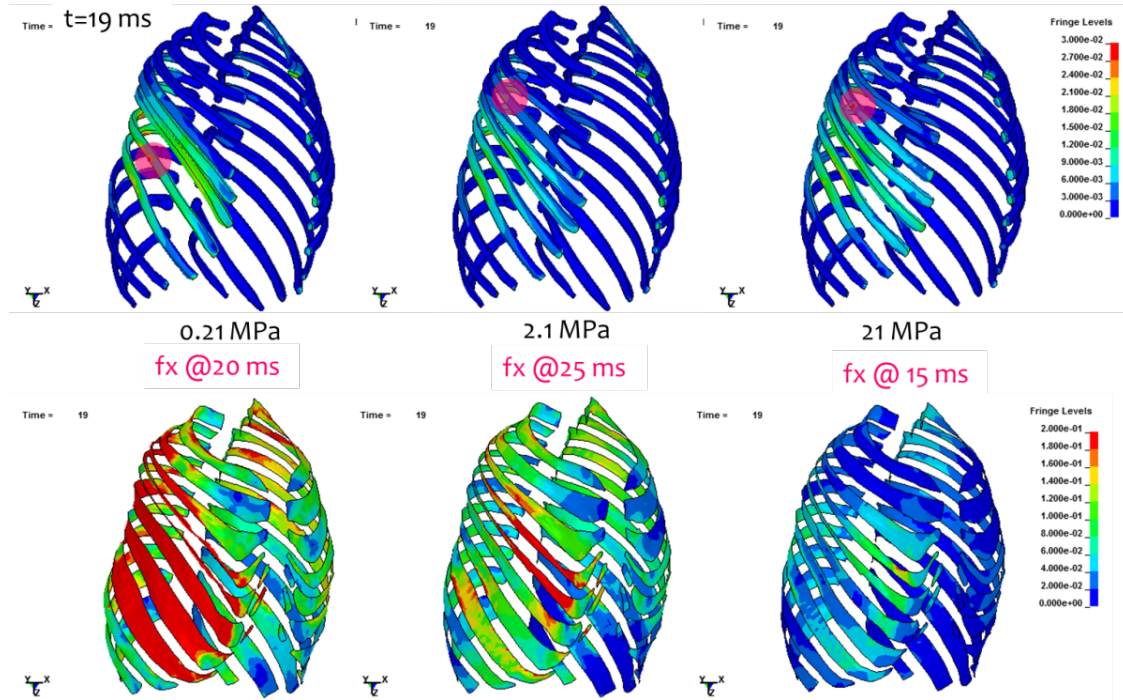 t=19 ms
Time =
I
Time = 19
I
Time = 19
Fringe Levels
3.000e-02
2.700e-02
2.400e-02
2.100e-02
1.800e-02
1.500e-02
1.200e-02
9.000e-03
6.000e-03
3.000e-03
0.000e+00
Y X
Z
Y X
Z
Y X
Z
0.21 MPa
2.1 MPa
21 MPa
fx @20 ms
fx @25 ms
fx @ 15 ms
Time = 19
Time = 19
Time = 19
Fringe Levels
2.000e-01
1.800e-01
1.600e-01
1.400e-01
1.200e-01
1.000e-01
8.000e-02
6.000e-02
4.000e-02
2.000e-02
0.000e+00
Y X
Z
Y X
Z
Y X
Z